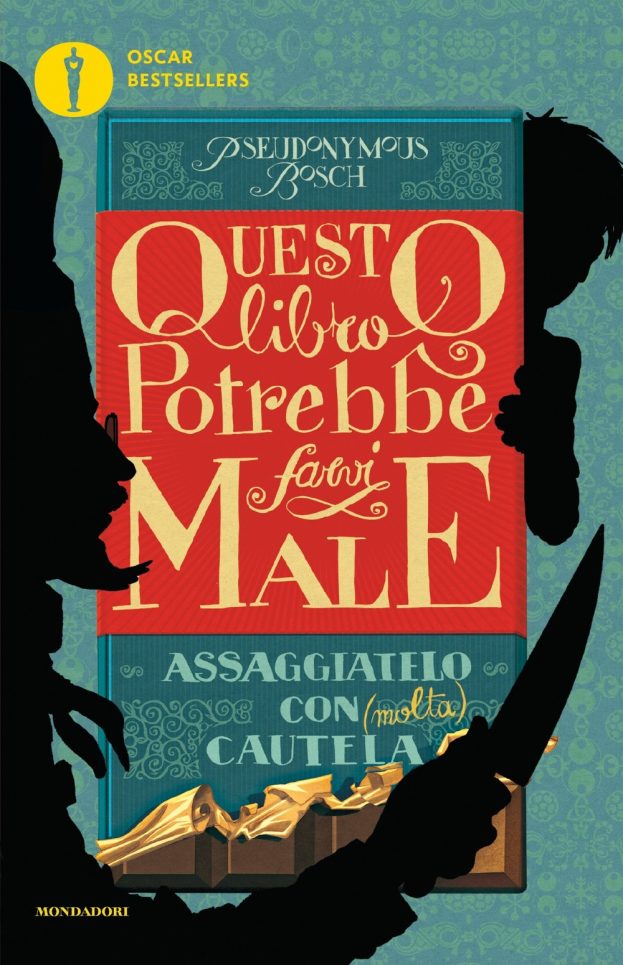 OSCAR
BESTSELLERS
PSEUDONYMOUS
BOSCH
QUESTO
libro
Potrebbe
farvi
MALE
ASSAGGIATELO
CON (molta)
CAUTELA
MONDADORI